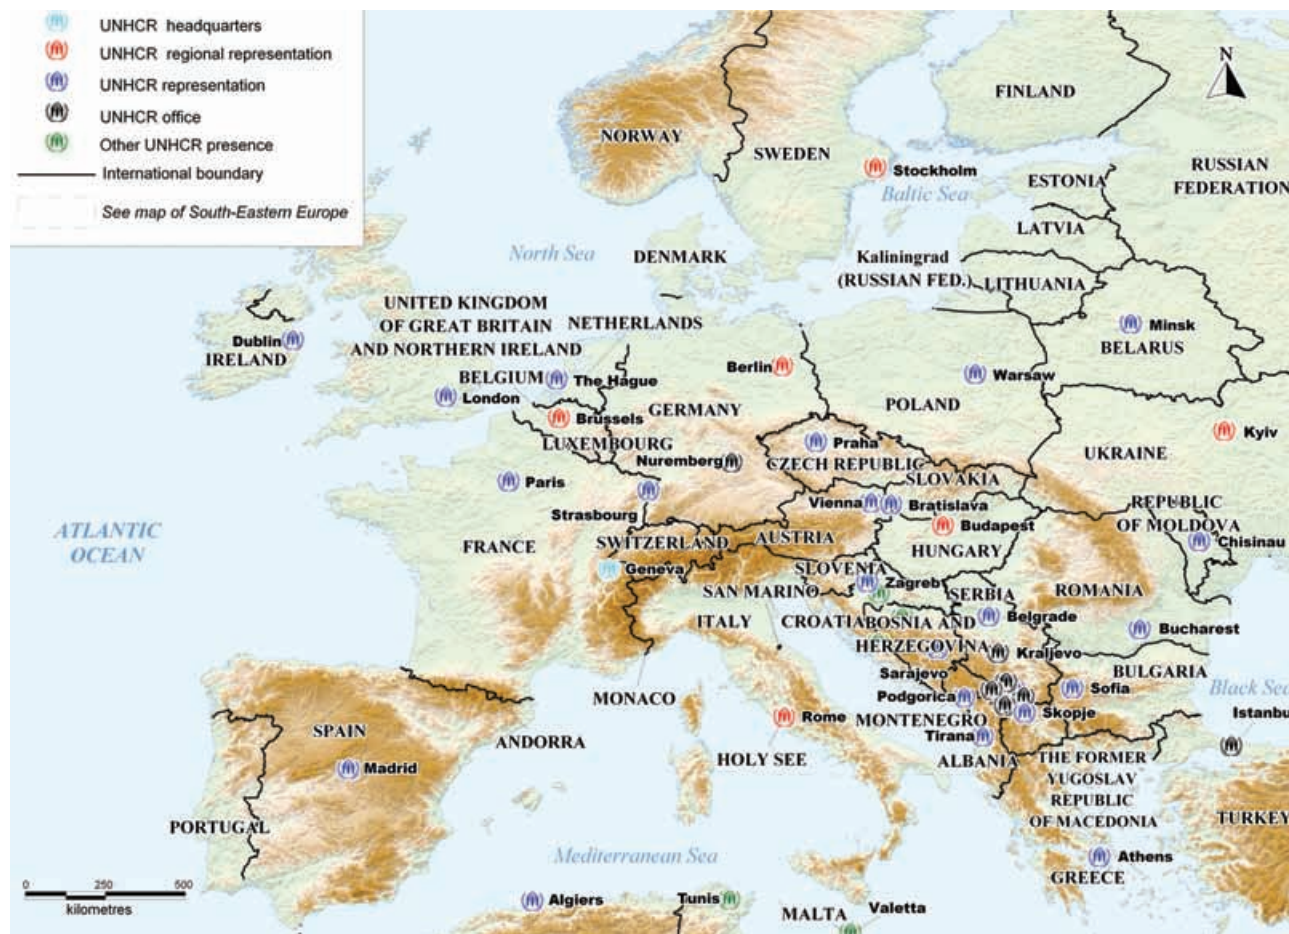 UNHCR headquarters
UNHCR regional representation
UNHCR representation
UNHCR office
Other UNHCR presence
International boundary
See map of South-Eastern Europe
N
FINLAND
NORWAY
SWEDEN
RUSSIAN
FEDERATION
Stockholm
ESTONIA
Baltic Sea
LATVIA
North Sea
DENMARK
Kaliningrad
(RUSSIAN FED.)
LITHUANIA
UNITED KINGDOM
OF GREAT BRITAIN
AND NORTHERN IRELAND
NETHERLANDS
Minsk
BELARUS
Dublin
IRELAND
Berlin
Warsaw
BELGIUM
The Hague
London
GERMANY
POLAND
Brussels
Kyiv
LUXEMBOURG
Praha
UKRAINE
Nuremberg
CZECH REPUBLIC
SLOVAKIA
Paris
Vienna
Bratislava
REPUBLIC
OF MOLDOVA
Strasbourg
Budapest
ATLANTIC
OCEAN
FRANCE
SWITZERLAND
AUSTRIA
HUNGARY
Chisinau
Geneva
SLOVENIA
Zagreb
SAN MARINO
SERBIA
ROMANIA
ITALY
CROATIA
BOSNIA AND
HERZEGOVINA
Belgrade
Bucharest
Kraljevo
Sarajevo
BULGARIA
MONACO
Podgorica
Sofia
Black Sea
SPAIN
Rome
MONTENEGRO
Skopje
Istanbu
ANDORRA
Tirana
HOLY SEE
ALBANIA
THE FORMER
YUGOSLAV
REPUBLIC
OF MACEDONIA
Madrid
PORTUGAL
TURKEY
Mediterranean Sea
Athens
GREECE
0 250 500
kilometres
Algiers
Tunis
MALTA
Valetta